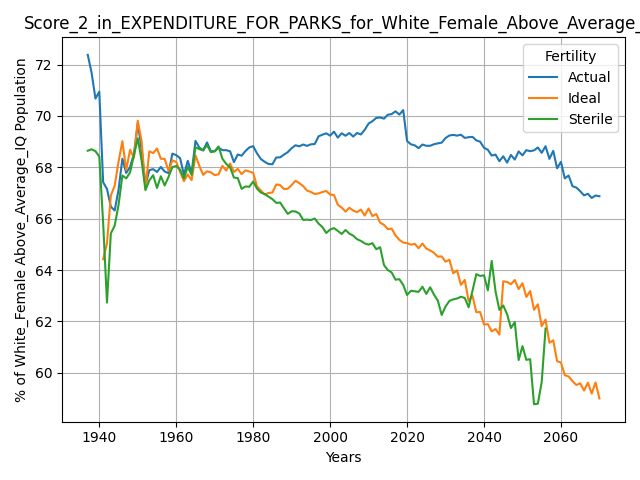 Score_2_in_EXPENDITURE_FOR_PARKS_for_White_Female_Above_Average_
% of White_Female Above_Average_IQ Population
72
70
68
66
64
62
60
Fertility
Actual
Ideal
Sterile
1940 1960 1980 2000 2020 2040 2060
Years